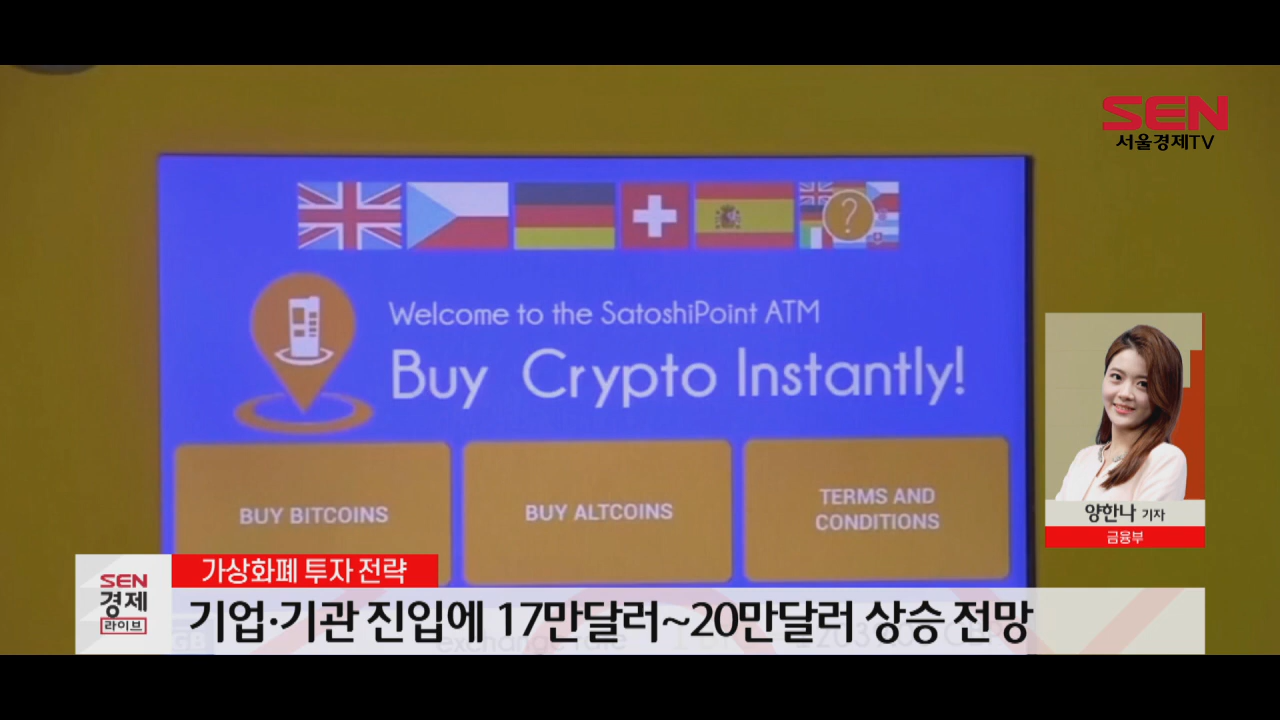 SEN
서울경제TV
?
Welcome to the SatoshiPoint ATM
Buy Crypto Instantly!
BUY BITCOINS
BUY ALTCOINS
TERMS AND
CONDITIONS
양한나 기자
금융부
가상화폐 투자 전략
SEN
경제
라이브
기업·기관 진입에 17만달러~20만달러 상승 전망
exchange rate